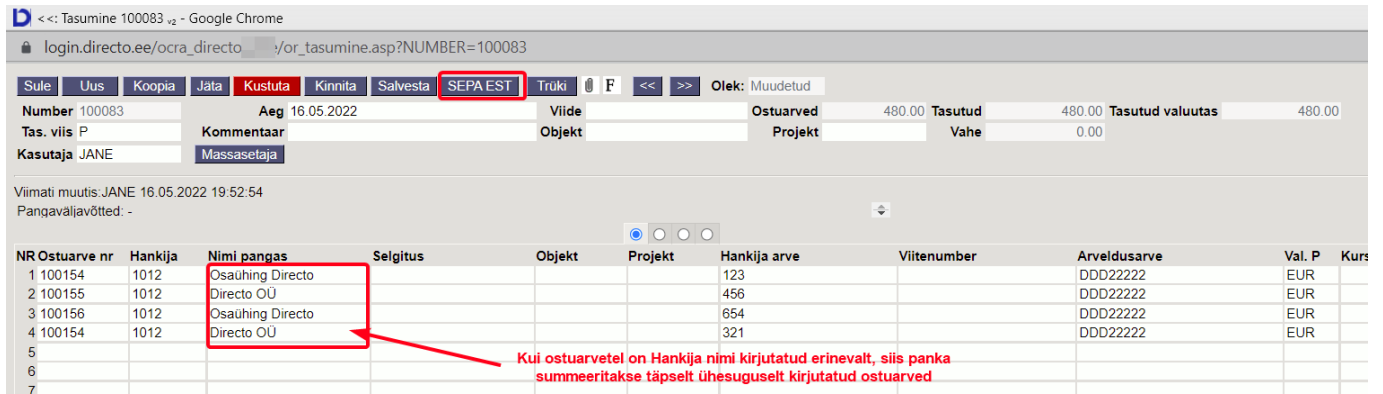 <<: Tasumine 100083 v2 - Google Chrome
login.directo.ee/ocra_directo e/or_tasumine.asp?NUMBER=100083
Sule Uus Koopia Jäta Kustuta Kinnita Salvesta SEPA EST Trüki F << >> Olek: Muudetud
Number 100083 Aeg 16.05.2022 Viide Ostuarved 480.00 Tasutud 480.00 Tasutud valuutas 480.00
Tas. viis P Kommentaar Objekt Projekt Vahe 0.00
Kasutaja JANE Massasetaja
Viimati muutis:JANE 16.05.2022 19:52:54
Pangaväljavõtted: -
NR Ostuarve nr Hankija Nimi pangas Selgitus Objekt Projekt Hankija arve Viitenumber Arveldusarve Val. P Kurs
1 100154 1012 Osaühing Directo 123 DDD22222 EUR
2 100155 1012 Directo OÜ 456 DDD22222 EUR
3 100156 1012 Osaühing Directo 654 DDD22222 EUR
4 100154 1012 Directo OÜ 321 DDD22222 EUR
5
Kui ostuarvetel on Hankija nimi kirjutatud erinevalt, siis panka
6
summeeritakse täpselt ühesuguselt kirjutatud ostuarved
7